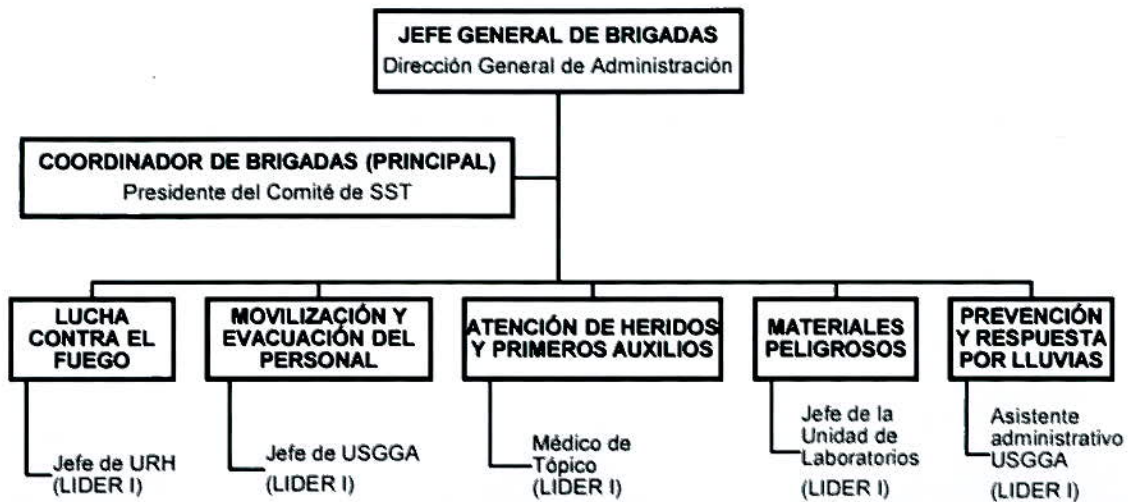 JEFE GENERAL DE BRIGADAS
Dirección General de Administración
COORDINADOR DE BRIGADAS (PRINCIPAL)
Presidente del Comité de SST
LUCHA
CONTRA EL
FUEGO
MOVILIZACIÓN Y
EVACUACIÓN DEL
PERSONAL
ATENCIÓN DE HERIDOS
Y PRIMEROS AUXILIOS
MATERIALES
PELIGROSOS
PREVENCIÓN
Y RESPUESTA
POR LLUVIAS
Jefe de URH
(LIDER I)
Jefe de USGGA
(LIDER I)
Médico de
Tópico
(LIDER I)
Jefe de la
Unidad de
Laboratorios
(LIDER I)
Asistente
administrativo
USGGA
(LIDER I)